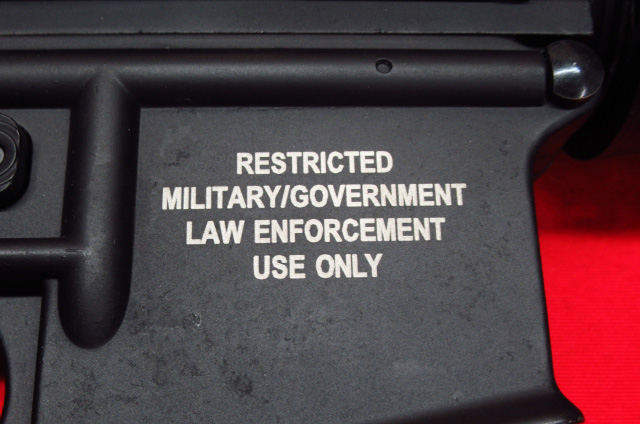 RESTRICTED
MILITARY/GOVERNMENT
LAW ENFORCEMENT
USE ONLY